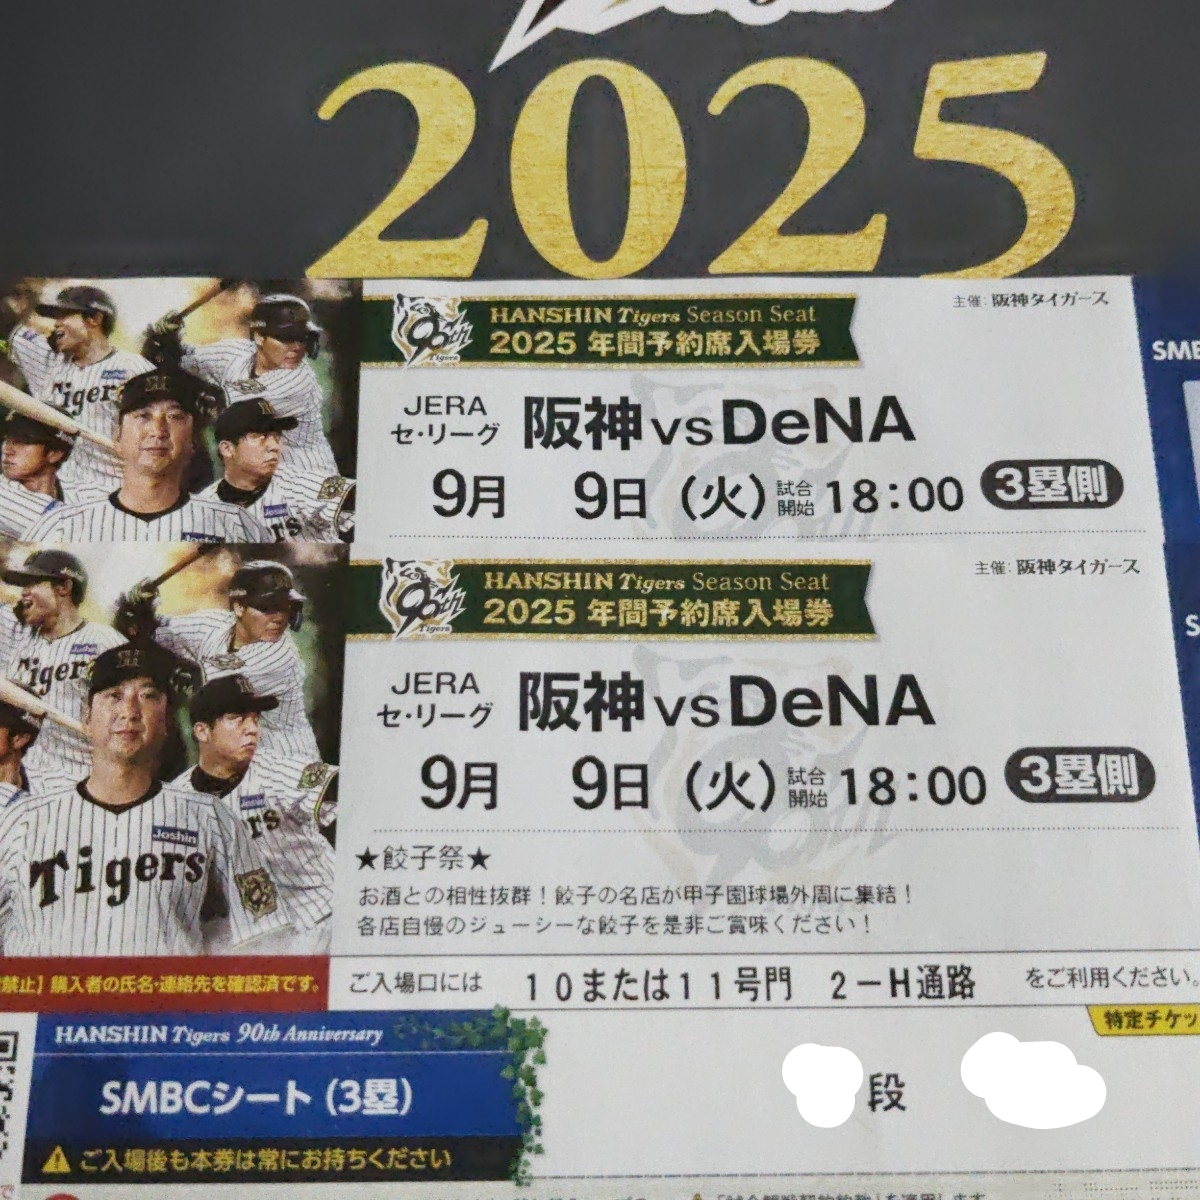 2025
HANSHIN Tigers Season Seat
2025 年間予約席入場券
主催：阪神タイガース
JERA
セ・リーグ
阪神 vs DeNA
9月 9日（火）試合開始 18：00 3塁側
HANSHIN Tigers Season Seat
2025 年間予約席入場券
主催：阪神タイガース
JERA
セ・リーグ
阪神 vs DeNA
9月 9日（火）試合開始 18：00 3塁側
Joshin
Tigers
★餃子祭★
お酒との相性抜群！餃子の名店が甲子園球場外周に集結！
各店自慢のジューシーな餃子を是非ご賞味ください！
禁止】購入者の氏名・連絡先を確認済です。
ご入場口には 10または11号門 2－H通路 をご利用ください。
HANSHIN Tigers 90th Anniversary
特定チケッ
SMBCシート（3塁）
段
ご入場後も本券は常にお持ちください